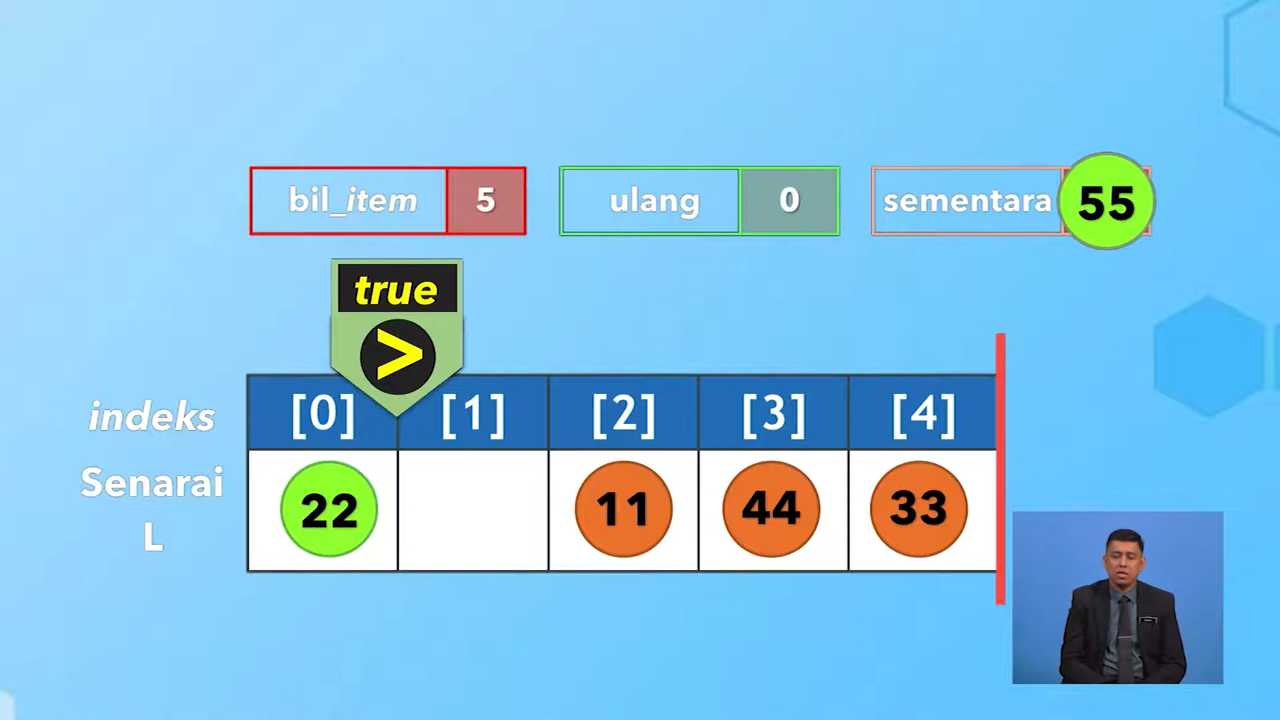 bil_item 5 ulang 0 sementara 55
true
>
indeks [0] [1] [2] [3] [4]
Senarai
L
22 11 44 33